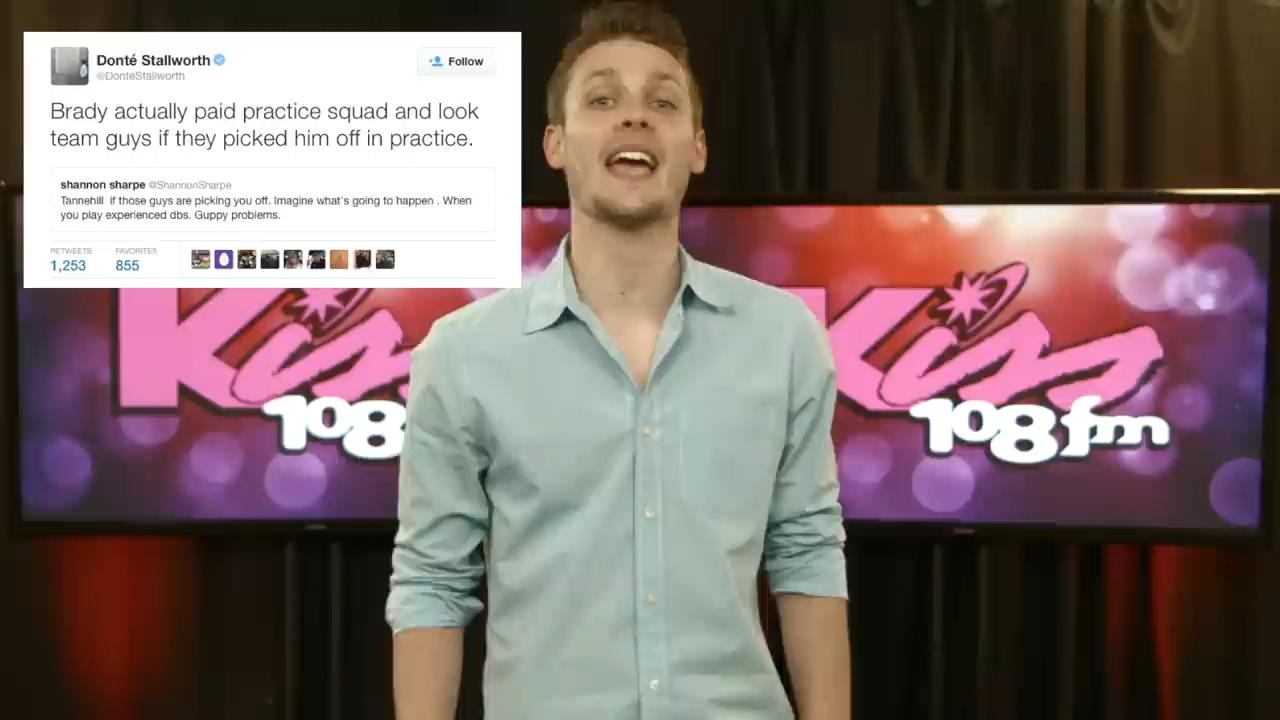 Donté Stallworth
@DonteStallworth
Follow
Brady actually paid practice squad and look
team guys if they picked him off in practice.
shannon sharpe @ShannonSharpe
Tannehill if those guys are picking you off. Imagine what's going to happen . When
you play experienced dbs. Guppy problems.
RETWEETS FAVORITES
1,253 855
Kiss
108
Kiss
108 fm